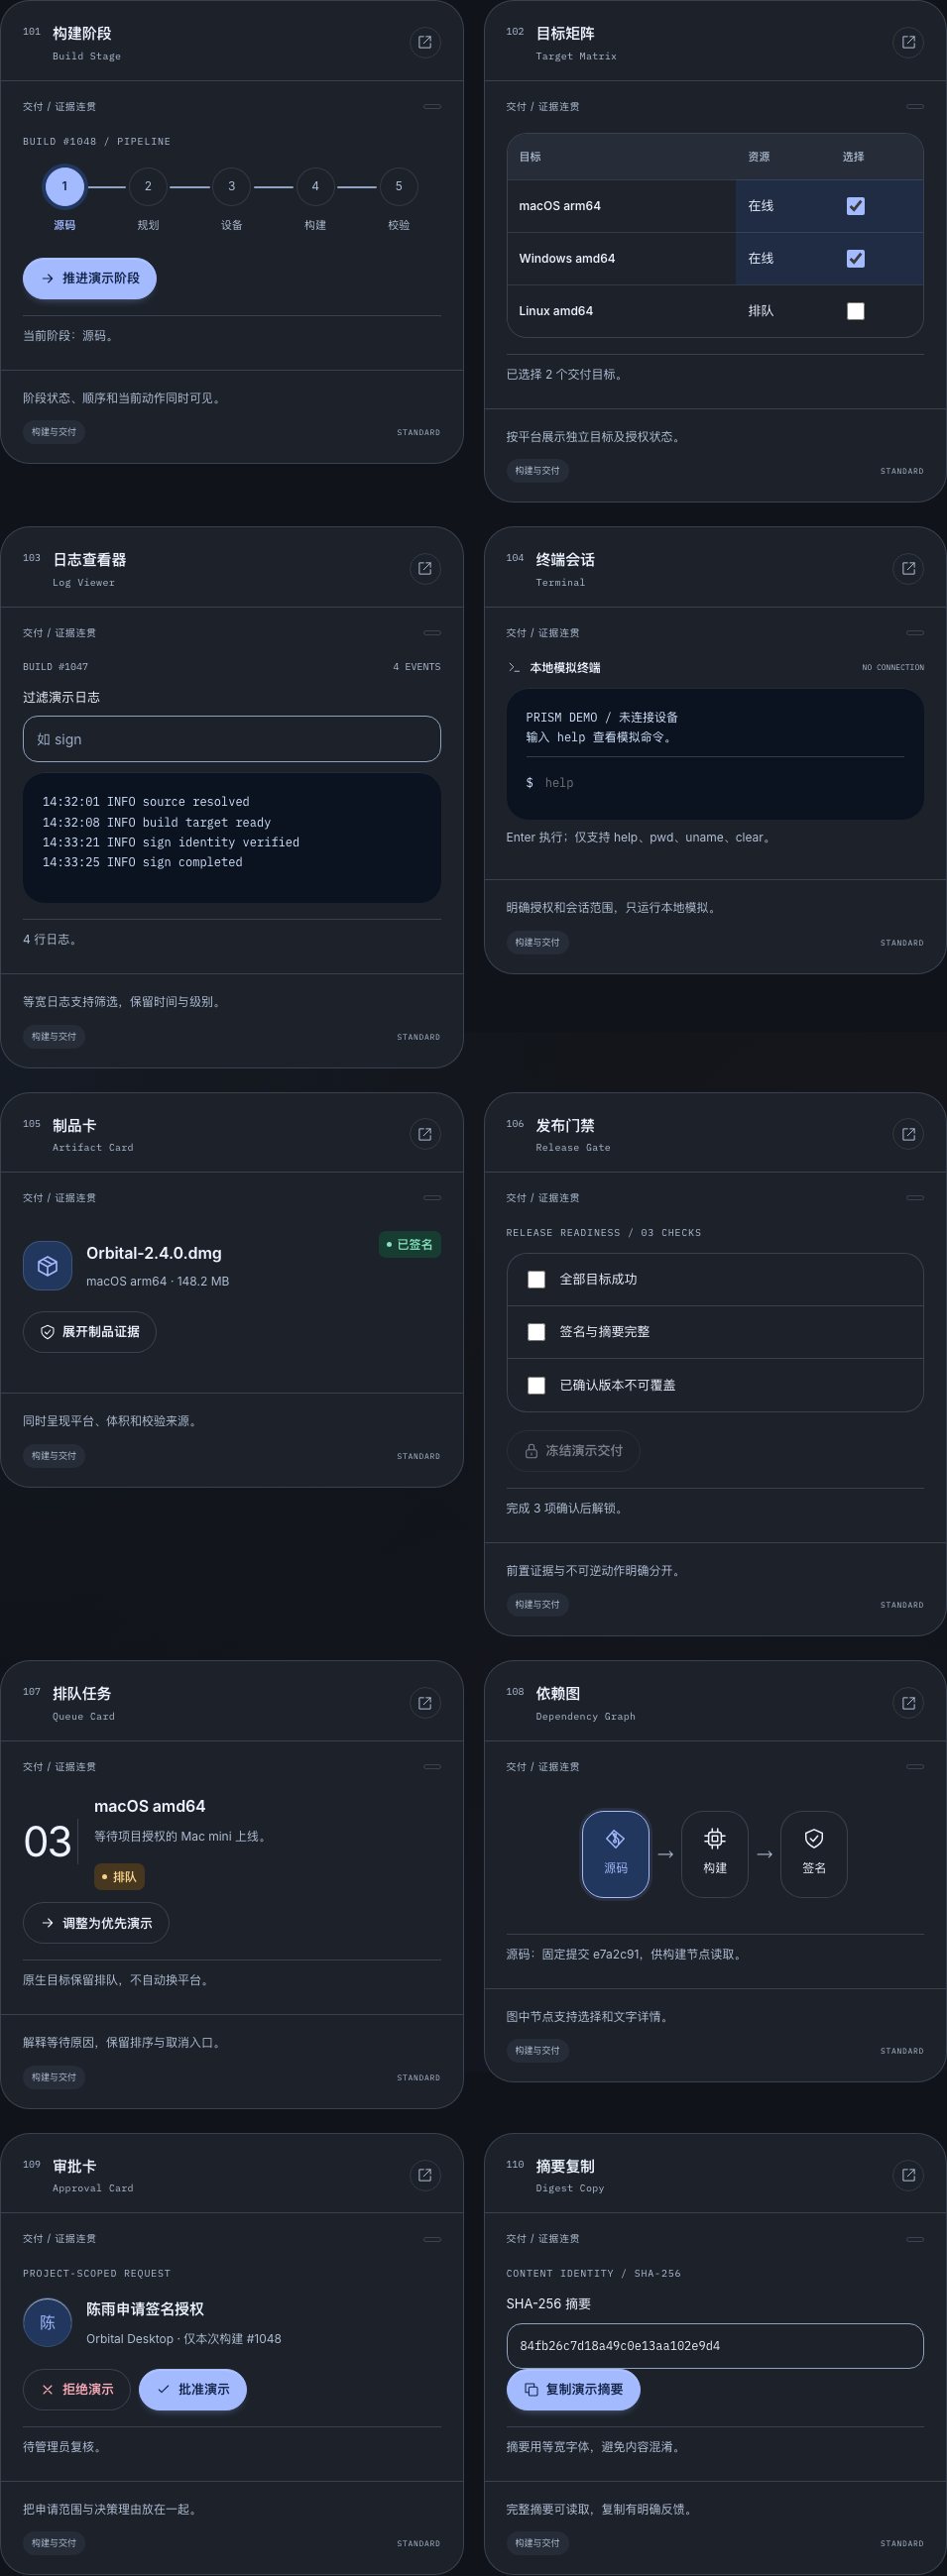 101 构建阶段
Build Stage
交付 / 证据连贯
BUILD #1048 / PIPELINE
1 2 3 4 5
源码 规划 设备 构建 校验
推进演示阶段
当前阶段：源码。
阶段状态、顺序和当前动作同时可见。
构建与交付 STANDARD
102 目标矩阵
Target Matrix
交付 / 证据连贯
目标 资源 选择
macOS arm64 在线
Windows amd64 在线
Linux amd64 排队
已选择 2 个交付目标。
按平台展示独立目标及授权状态。
构建与交付 STANDARD
103 日志查看器
Log Viewer
交付 / 证据连贯
BUILD #1047 4 EVENTS
过滤演示日志
如 sign
14:32:01 INFO source resolved
14:32:08 INFO build target ready
14:33:21 INFO sign identity verified
14:33:25 INFO sign completed
4 行日志。
等宽日志支持筛选，保留时间与级别。
构建与交付 STANDARD
104 终端会话
Terminal
交付 / 证据连贯
本地模拟终端 NO CONNECTION
PRISM DEMO / 未连接设备
输入 help 查看模拟命令。
$ help
Enter 执行；仅支持 help、pwd、uname、clear。
明确授权和会话范围，只运行本地模拟。
构建与交付 STANDARD
105 制品卡
Artifact Card
交付 / 证据连贯
Orbital-2.4.0.dmg 已签名
macOS arm64 · 148.2 MB
展开制品证据
同时呈现平台、体积和校验来源。
构建与交付 STANDARD
106 发布门禁
Release Gate
交付 / 证据连贯
RELEASE READINESS / 03 CHECKS
全部目标成功
签名与摘要完整
已确认版本不可覆盖
冻结演示交付
完成 3 项确认后解锁。
前置证据与不可逆动作明确分开。
构建与交付 STANDARD
107 排队任务
Queue Card
交付 / 证据连贯
03 macOS amd64
等待项目授权的 Mac mini 上线。
排队
调整为优先演示
原生目标保留排队，不自动换平台。
解释等待原因，保留排序与取消入口。
构建与交付 STANDARD
108 依赖图
Dependency Graph
交付 / 证据连贯
源码 → 构建 → 签名
源码：固定提交 e7a2c91，供构建节点读取。
图中节点支持选择和文字详情。
构建与交付 STANDARD
109 审批卡
Approval Card
交付 / 证据连贯
PROJECT-SCOPED REQUEST
陈 陈雨申请签名授权
Orbital Desktop · 仅本次构建 #1048
拒绝演示 批准演示
待管理员复核。
把申请范围与决策理由放在一起。
构建与交付 STANDARD
110 摘要复制
Digest Copy
交付 / 证据连贯
CONTENT IDENTITY / SHA-256
SHA-256 摘要
84fb26c7d18a49c0e13aa102e9d4
复制演示摘要
摘要用等宽字体，避免内容混淆。
完整摘要可读取，复制有明确反馈。
构建与交付 STANDARD